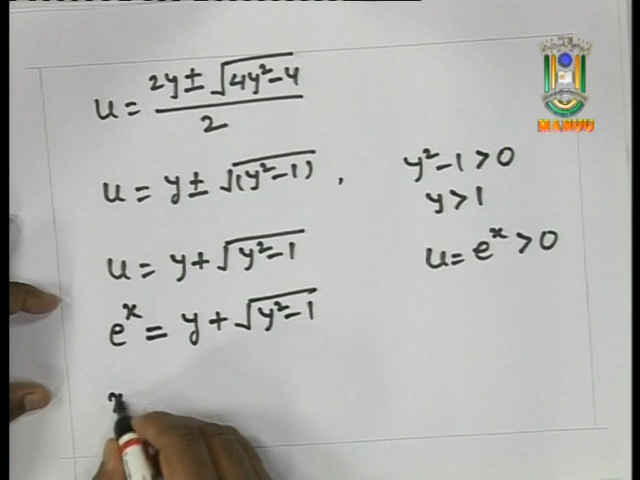 u = 2y ± √4y²-4 / 2
MANUU
u = y ± √(y²-1) , y²-1 > 0
y > 1
u = y + √y²-1 u = eˣ > 0
eˣ = y + √y²-1
x